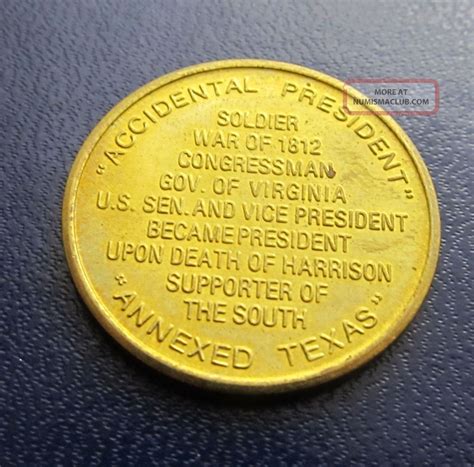 MORE AT
NUMISMACLUB.COM
"ACCIDENTAL PRESIDENT"
SOLDIER
WAR OF 1812
CONGRESSMAN
GOV. OF VIRGINIA
U.S. SEN. AND VICE PRESIDENT
BECAME PRESIDENT
UPON DEATH OF HARRISON
SUPPORTER OF
THE SOUTH
"ANNEXED TEXAS"